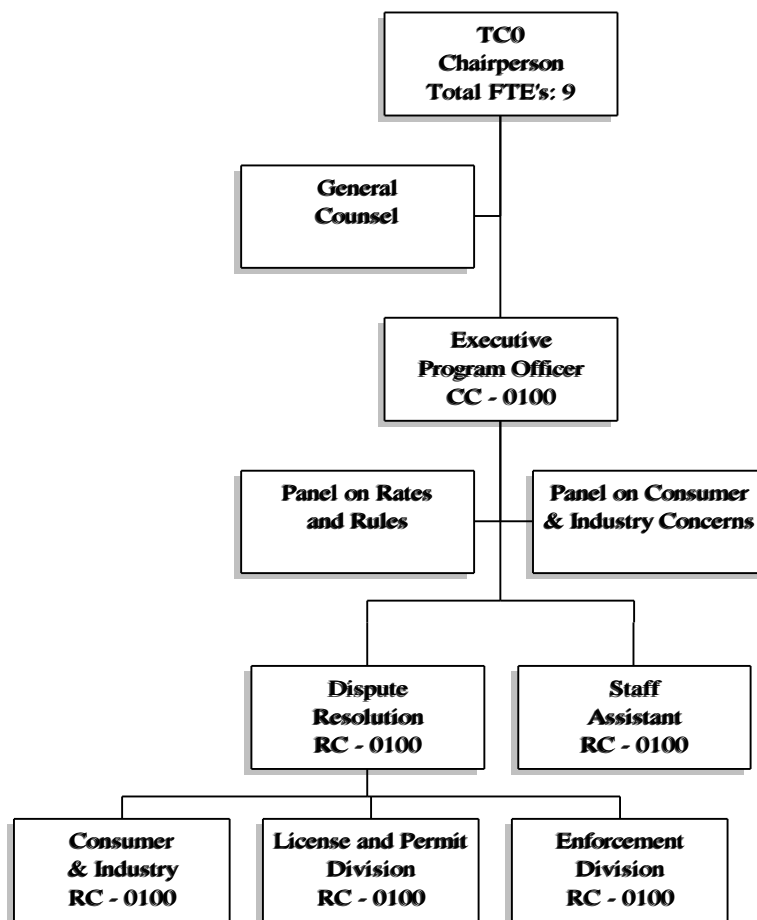 TC0
Chairperson
Total FTE's: 9
General
Counsel
Executive
Program Officer
CC - 0100
Panel on Rates
and Rules
Panel on Consumer
& Industry Concerns
Dispute
Resolution
RC - 0100
Staff
Assistant
RC - 0100
Consumer
& Industry
RC - 0100
License and Permit
Division
RC - 0100
Enforcement
Division
RC - 0100